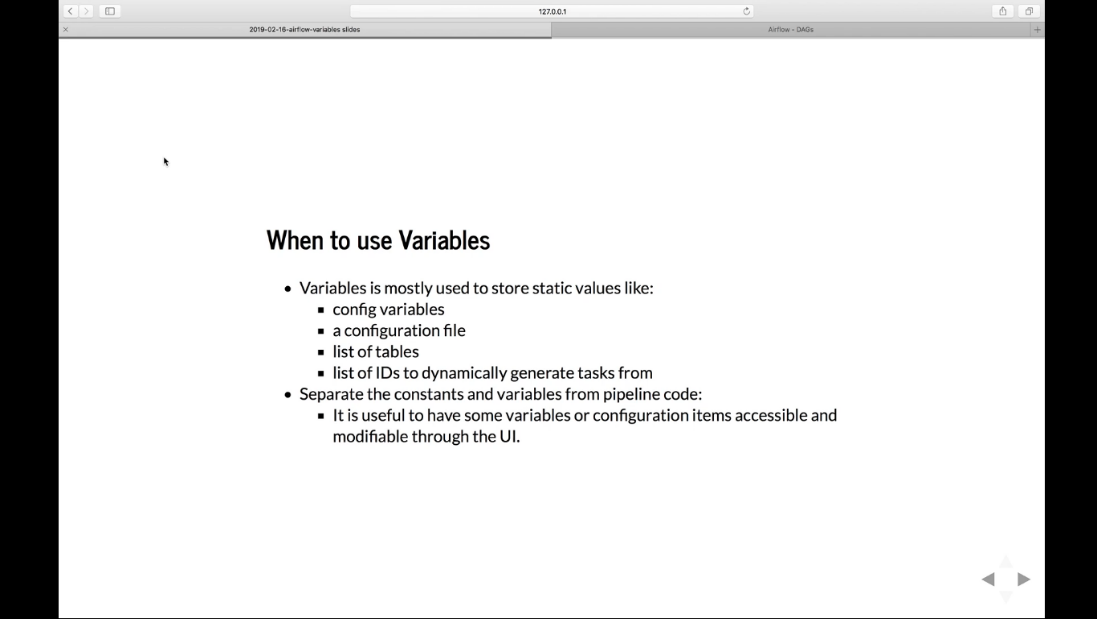 127.0.0.1
2019-02-16-airflow-variables slides
Airflow - DAGs
When to use Variables
• Variables is mostly used to store static values like:
▪ config variables
▪ a configuration file
▪ list of tables
▪ list of IDs to dynamically generate tasks from
• Separate the constants and variables from pipeline code:
▪ It is useful to have some variables or configuration items accessible and
modifiable through the UI.